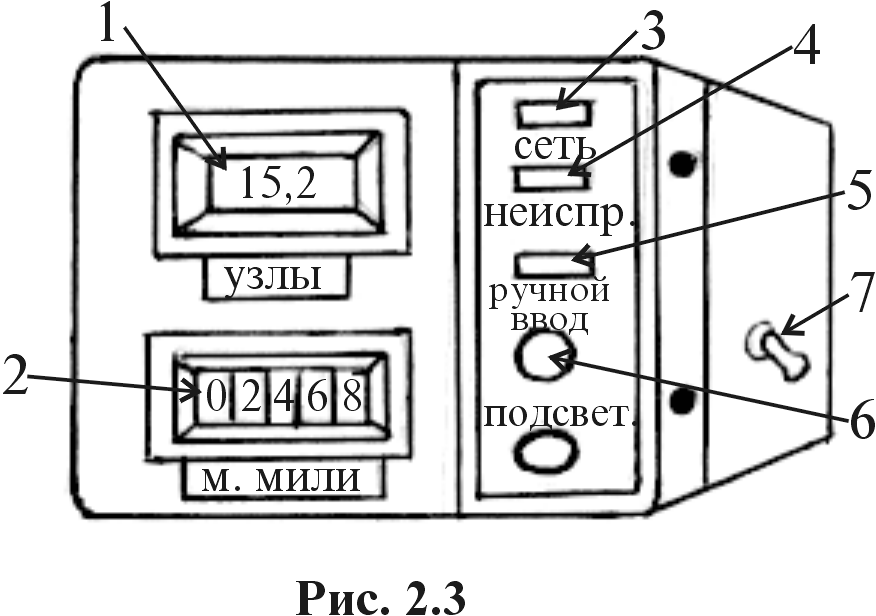 1
3
4
сеть
15,2
неиспр.
5
узлы
ручной
ввод
7
2
0 2 4 6 8
подсвет.
6
м. мили
Рис. 2.3